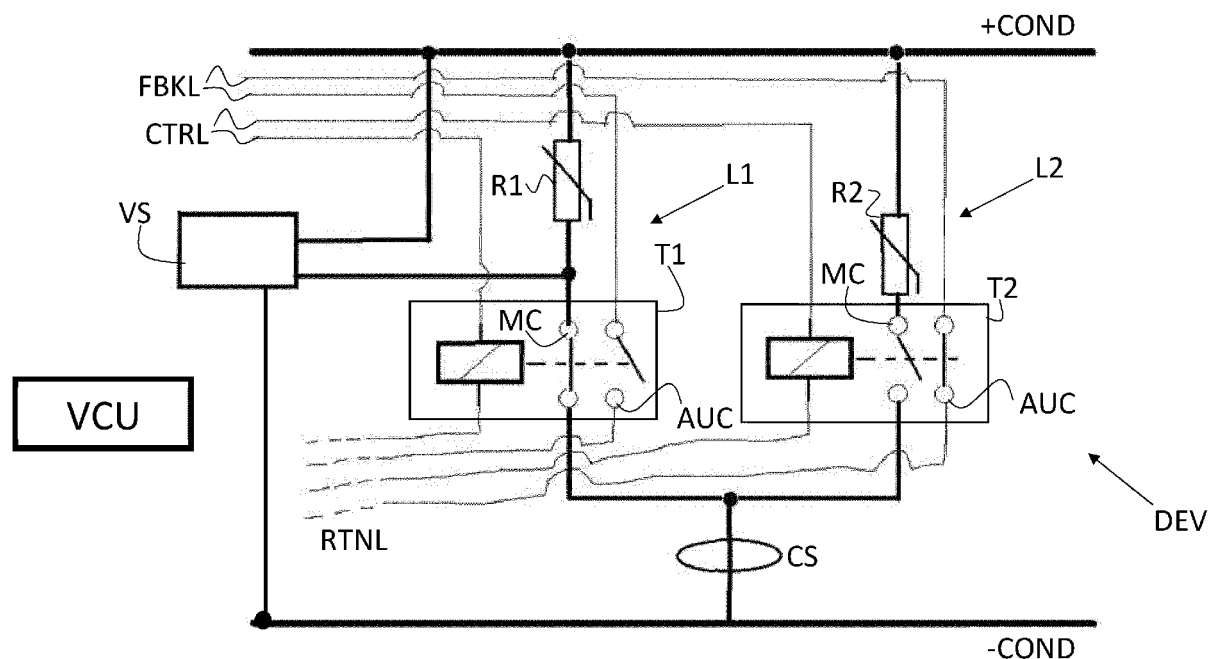 +COND
FBKL
CTRL
R1
L1
R2
L2
VS
T1
MC
T2
MC
VCU
AUC
AUC
RTNL
CS
DEV
-COND